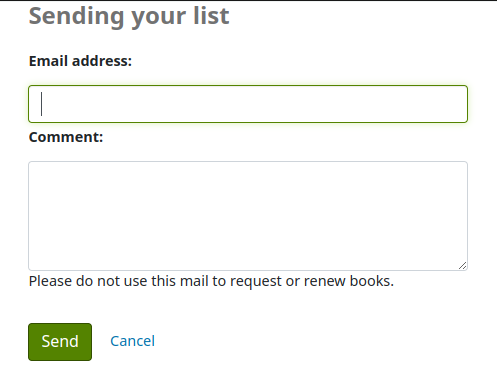 Sending your list
Email address:
Comment:
Please do not use this mail to request or renew books.
Send Cancel